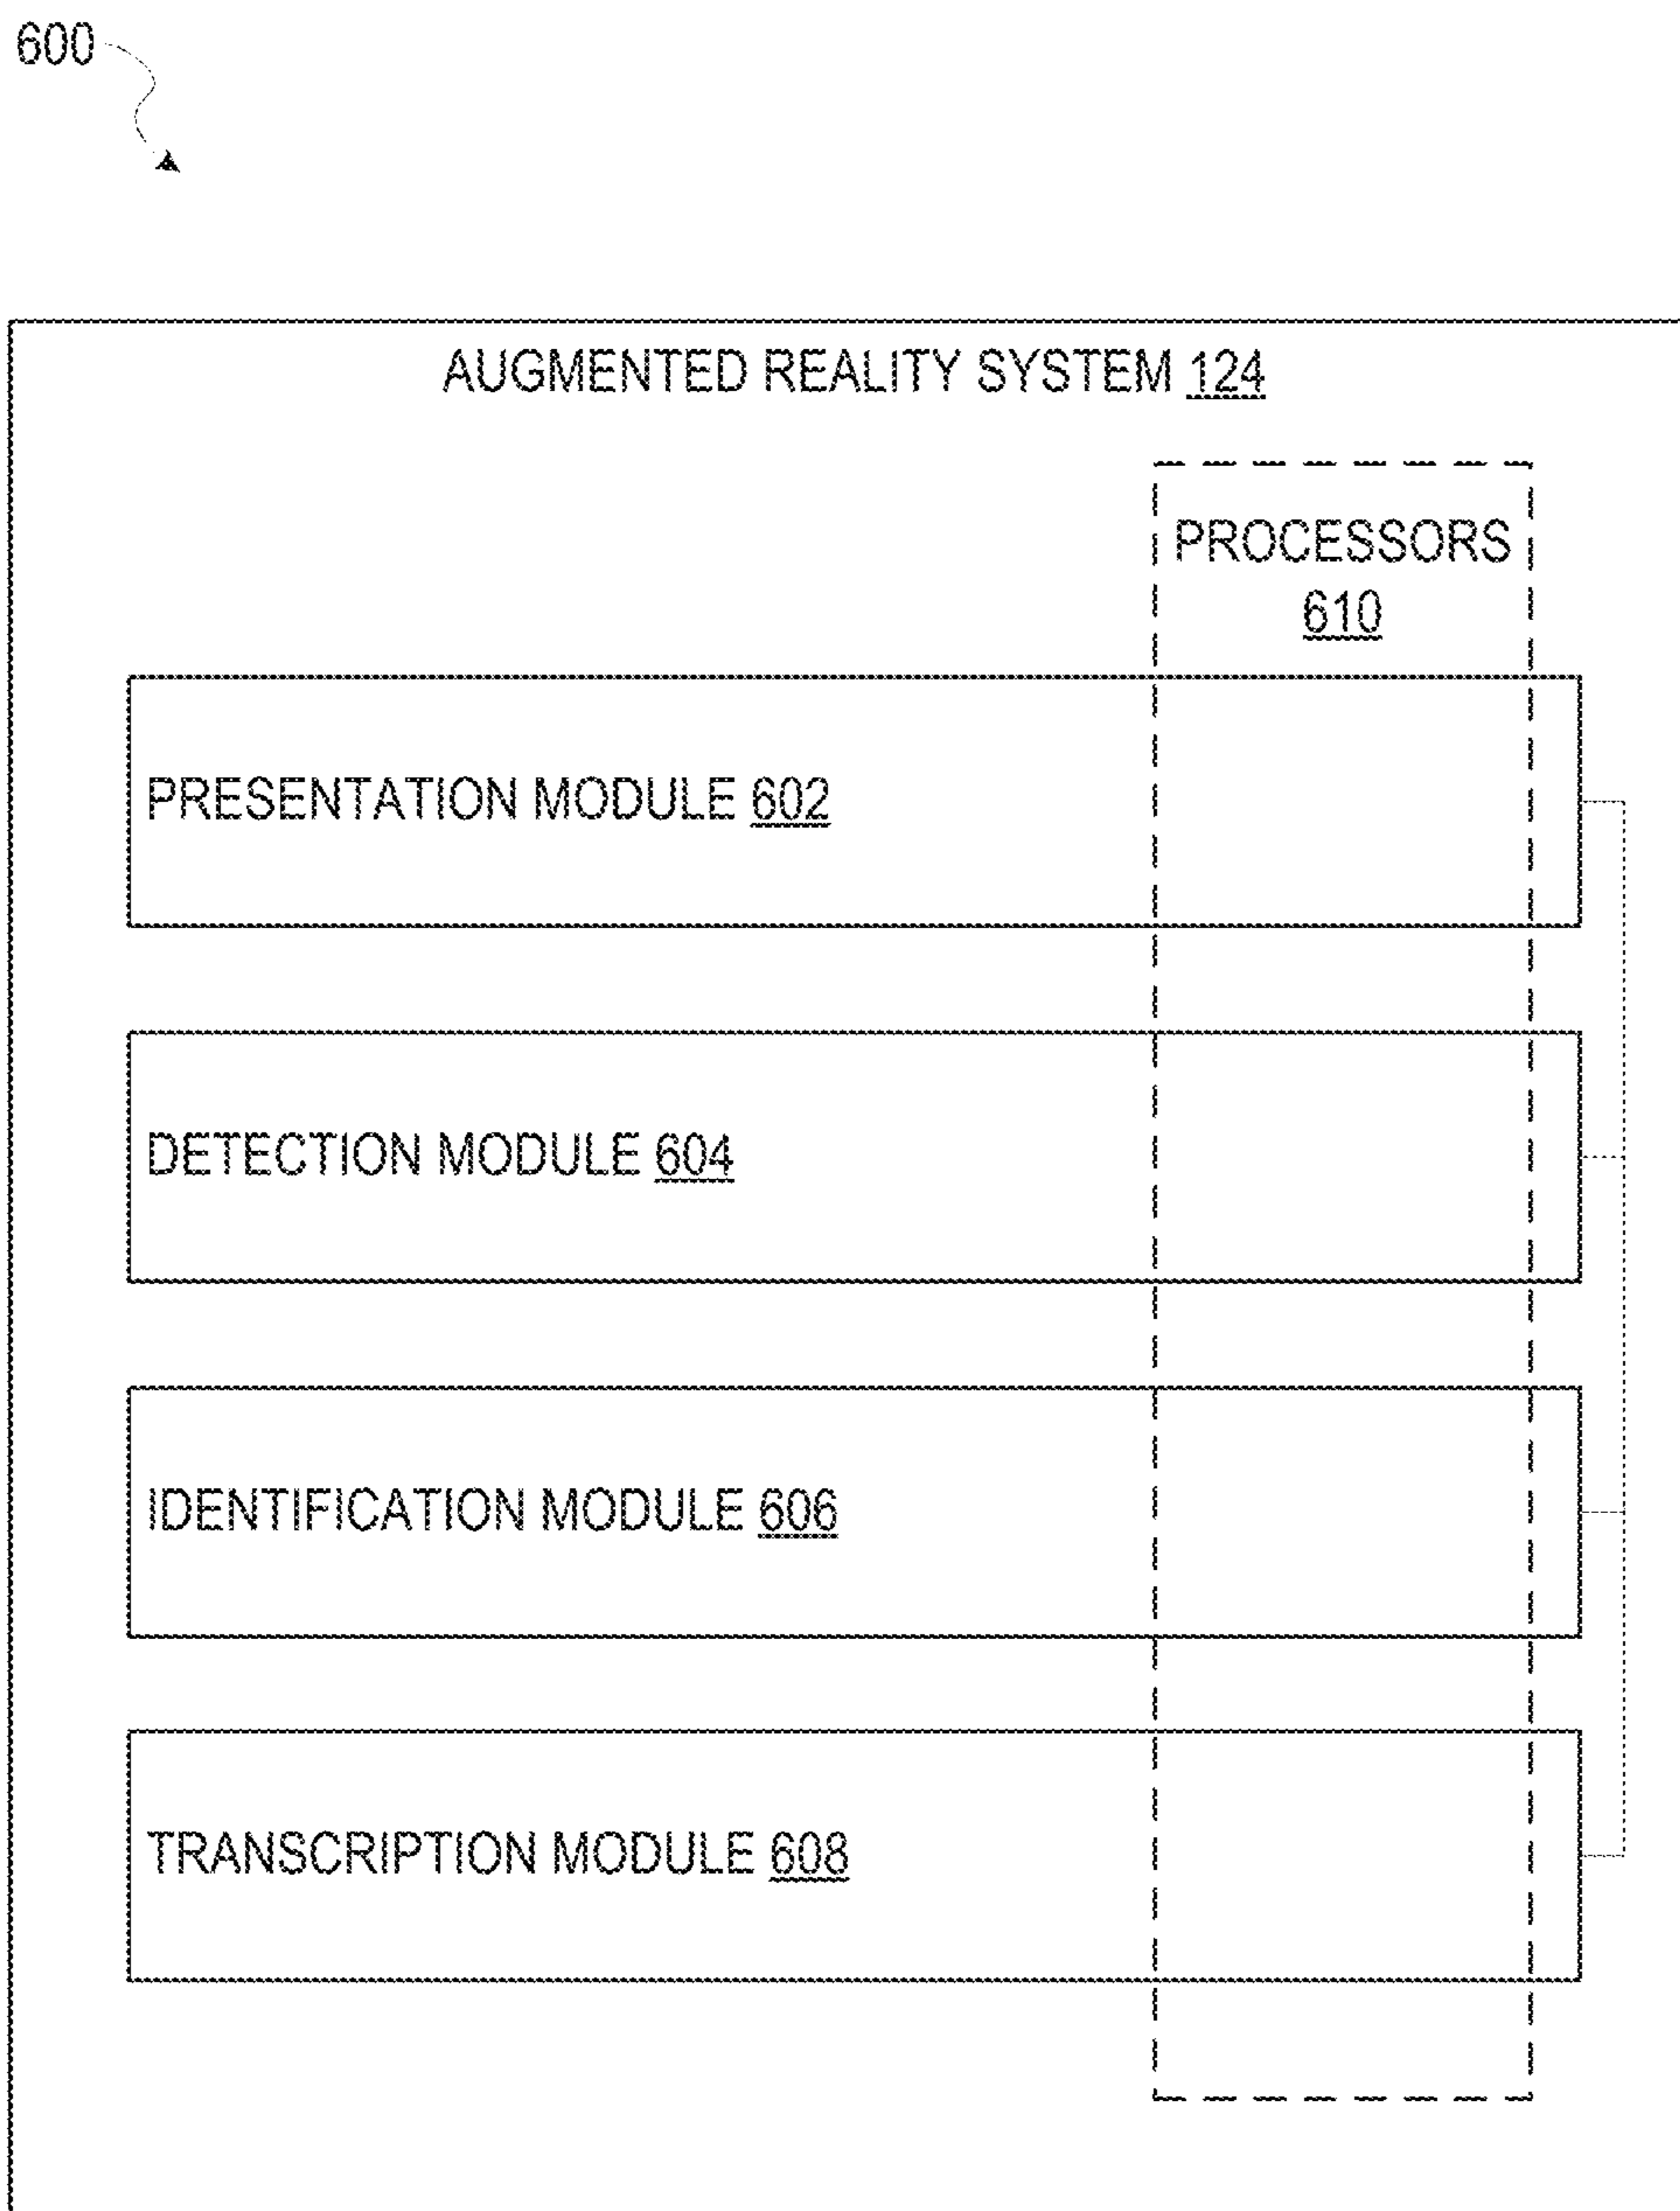 600
AUGMENTED REALITY SYSTEM 124
PROCESSORS
610
PRESENTATION MODULE 602
DETECTION MODULE 604
IDENTIFICATION MODULE 606
TRANSCRIPTION MODULE 608